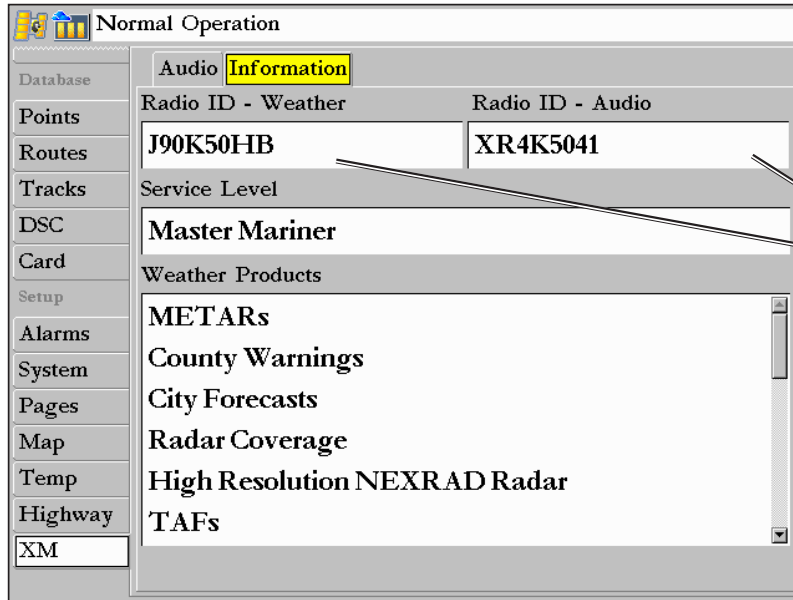 Normal Operation
Database
Points
Routes
Tracks
DSC
Card
Setup
Alarms
System
Pages
Map
Temp
Highway
XM
Audio Information
Radio ID - Weather Radio ID - Audio
J90K50HB XR4K5041
Service Level
Master Mariner
Weather Products
METARs
County Warnings
City Forecasts
Radar Coverage
High Resolution NEXRAD Radar
TAFs